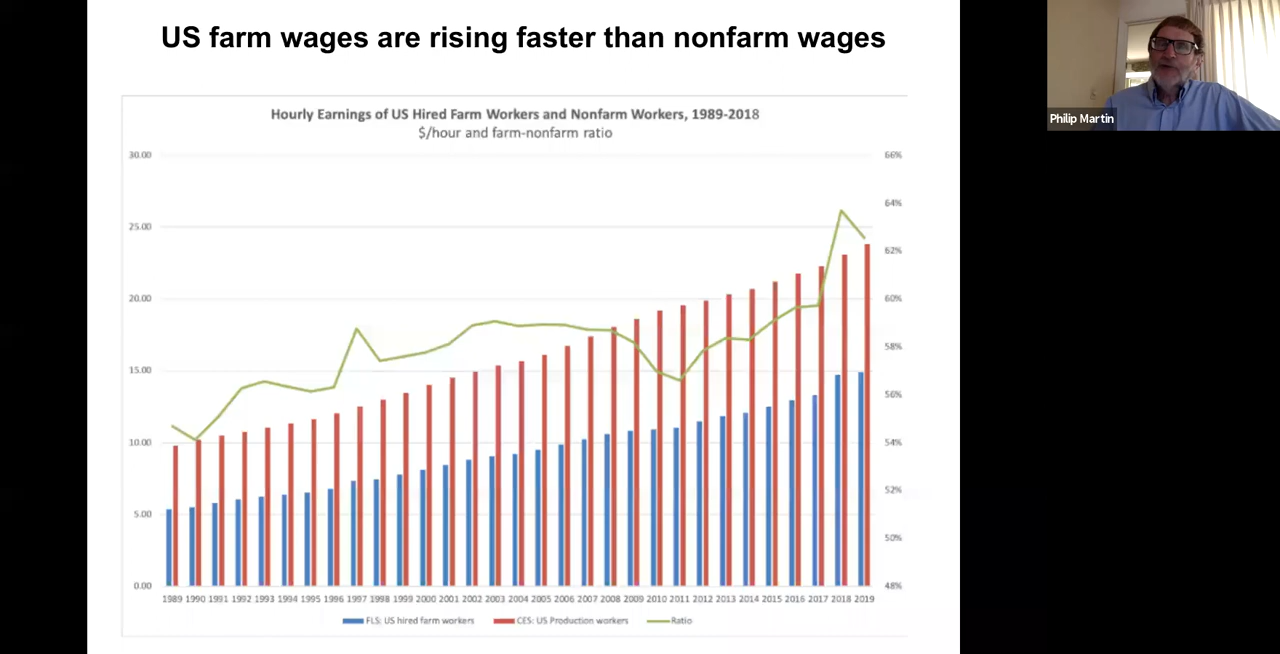 US farm wages are rising faster than nonfarm wages
Philip Martin
Hourly Earnings of US Hired Farm Workers and Nonfarm Workers, 1989-2018
$/hour and farm-nonfarm ratio
30.00
25.00
20.00
15.00
10.00
5.00
0.00
66%
64%
62%
60%
58%
56%
54%
52%
50%
48%
1989 1990 1991 1992 1993 1994 1995 1996 1997 1998 1999 2000 2001 2002 2003 2004 2005 2006 2007 2008 2009 2010 2011 2012 2013 2014 2015 2016 2017 2018 2019
FLS: US hired farm workers CES: US Production workers Ratio